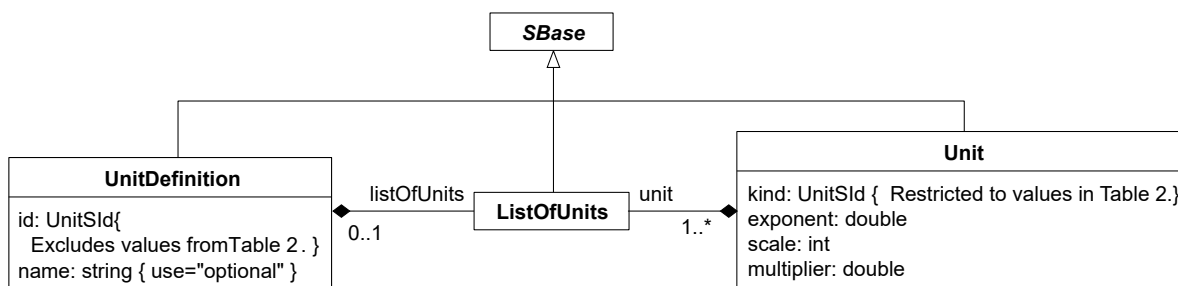 SBase
UnitDefinition
id: UnitSId{
Excludes values fromTable 2. }
name: string { use="optional" }
listOfUnits
0..1
ListOfUnits
unit
1..*
Unit
kind: UnitSId { Restricted to values in Table 2.}
exponent: double
scale: int
multiplier: double